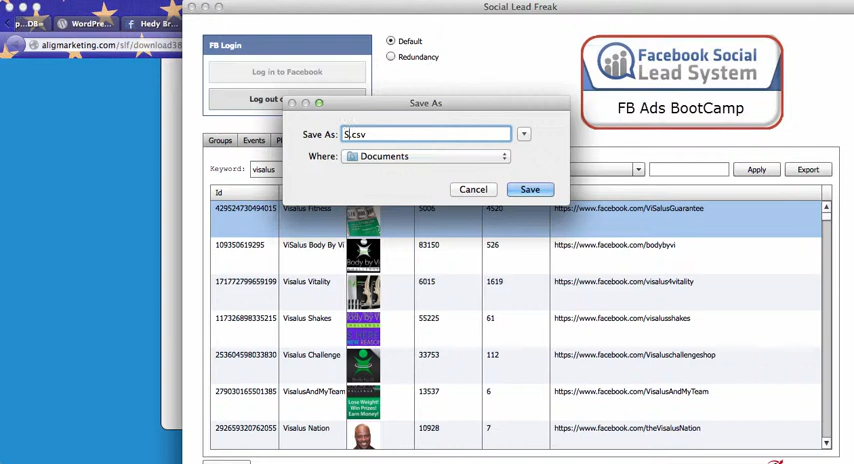 Social Lead Freak
p...DB= WordPre... Hedy Br...
aligmarketing.com/slf/download38
FB Login
Log in to Facebook
Log out
Default
Redundancy
Facebook Social
Lead System
FB Ads BootCamp
Save As
Save As: S.csv
Where: Documents
Cancel Save
Groups Events
Keyword: visalus Apply Export
Id
429524730494015 Visalus Fitness 5006 4520 https://www.facebook.com/ViSalusGuarantee
109350619295 ViSalus Body By Vi 83150 526 https://www.facebook.com/bodybyvi
171772799659199 Visalus Vitality 6015 1619 https://www.facebook.com/visalus4vitality
117326898335215 Visalus Shakes 55225 61 https://www.facebook.com/visalusshakes
253604598033830 Visalus Challenge 33753 112 https://www.facebook.com/Visaluschallengeshop
279030165501385 VisalusAndMyTeam 13537 6 https://www.facebook.com/VisalusAndMyTeam
292659320762055 Visalus Nation 10928 7 https://www.facebook.com/theVisalusNation
Body by Vi
Lose Weight!
Win Prizes!
Earn Money!